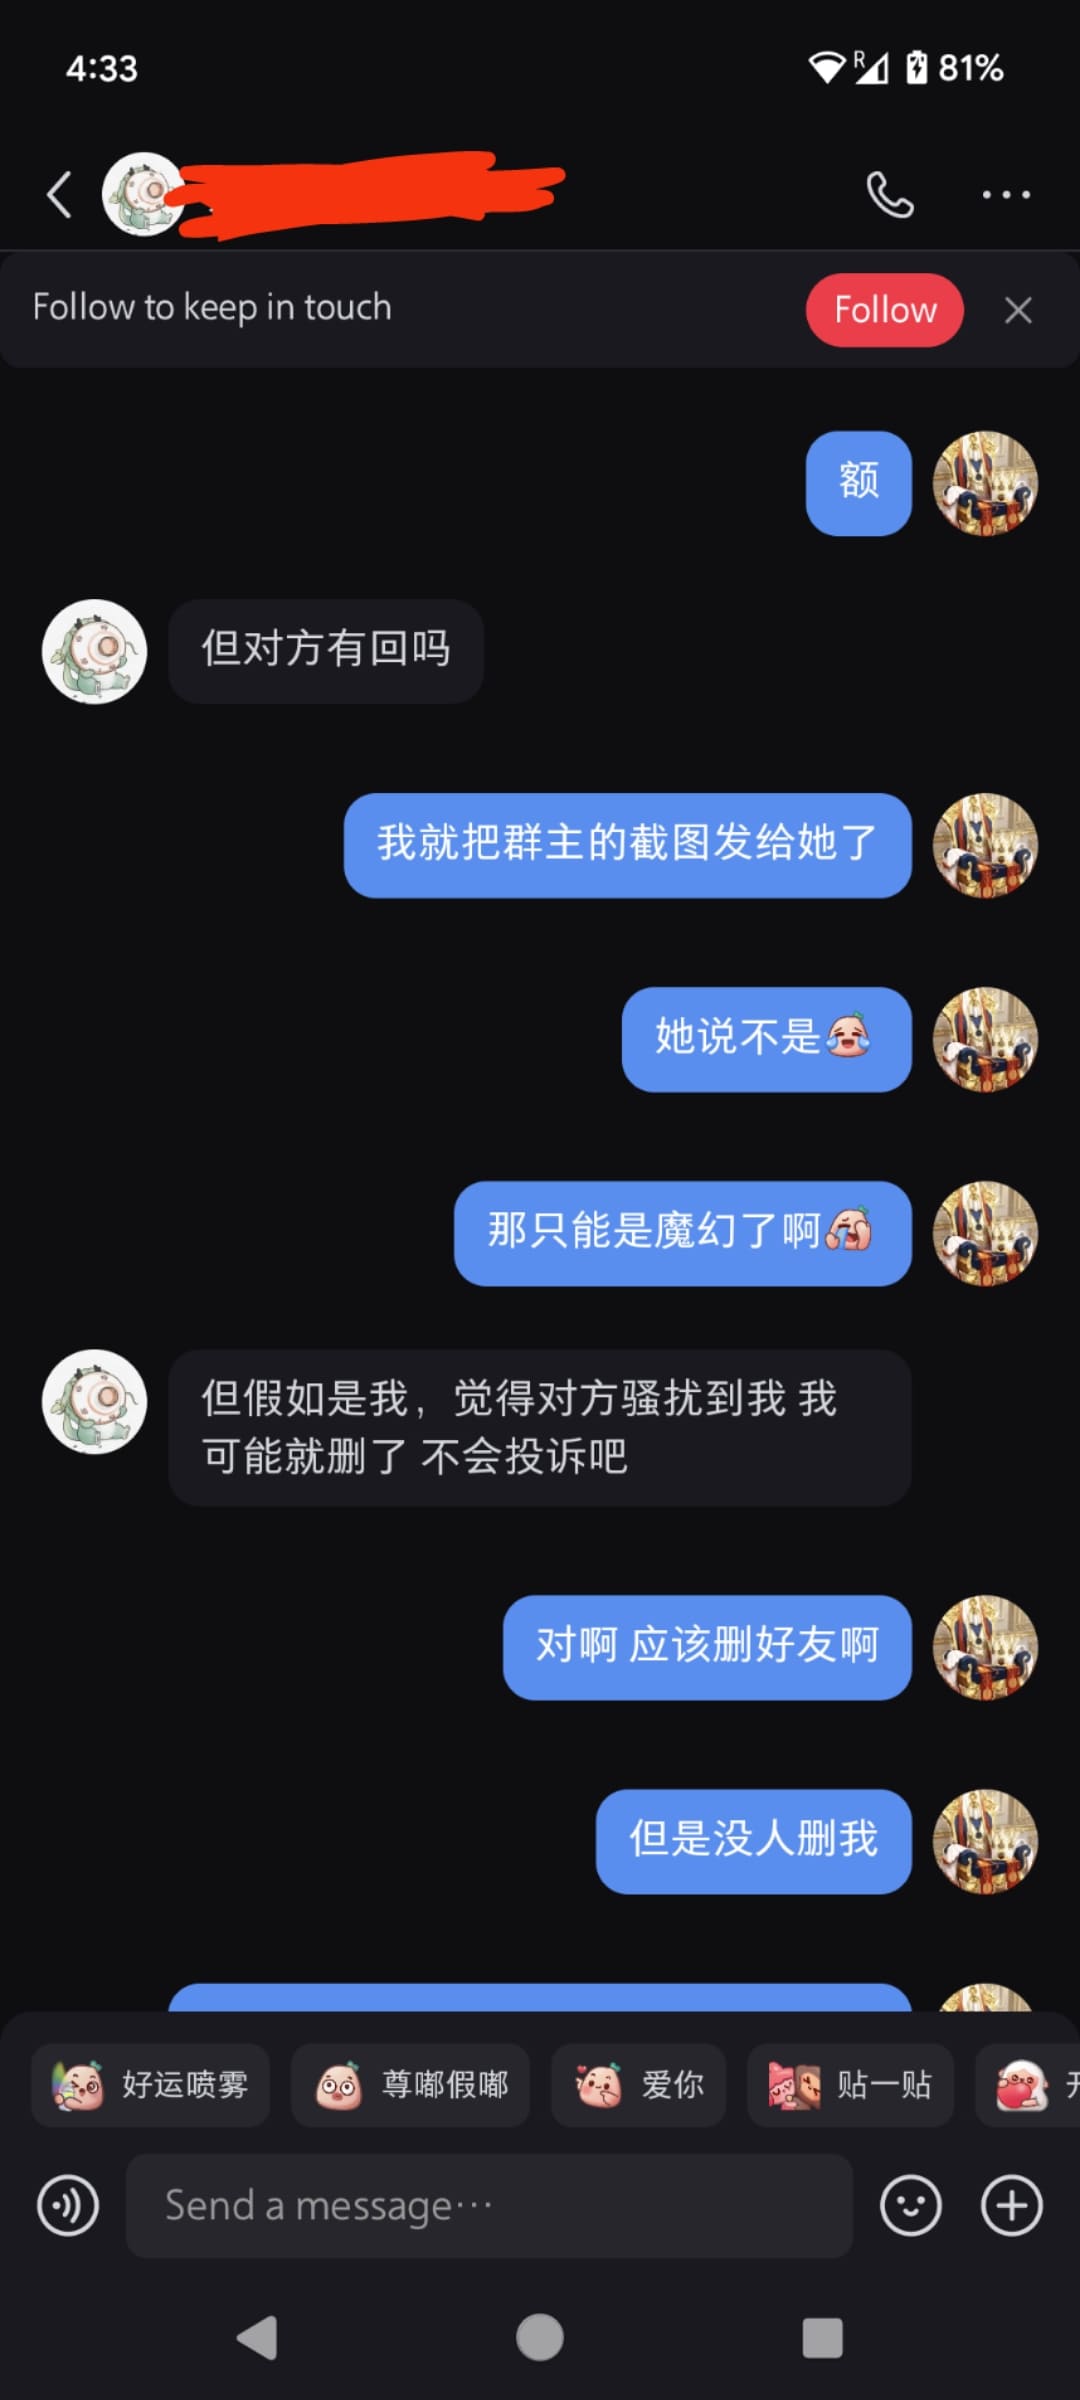 4:33
R 81%
Follow to keep in touch
Follow
额
但对方有回吗
我就把群主的截图发给她了
她说不是
那只能是魔幻了啊
但假如是我，觉得对方骚扰到我 我
可能就删了 不会投诉吧
对啊 应该删好友啊
但是没人删我
好运喷雾
尊嘟假嘟
爱你
贴一贴
Send a message···